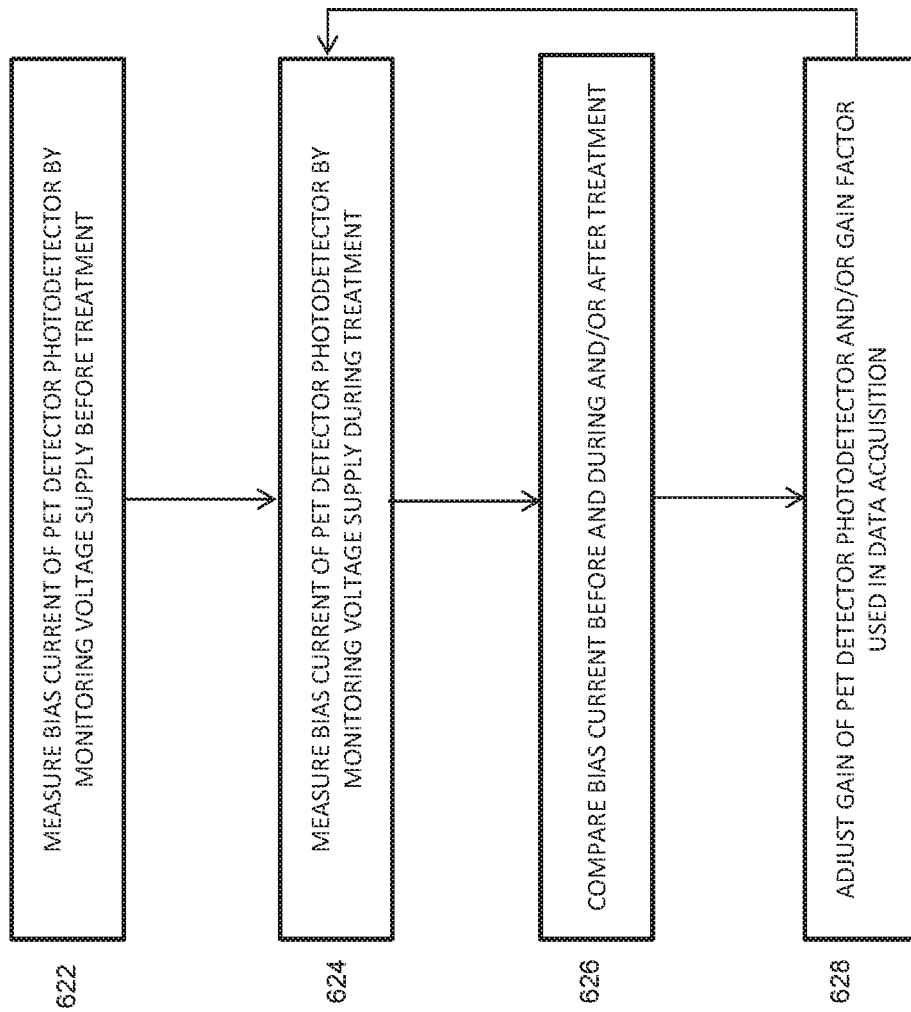 622
MEASURE BIAS CURRENT OF PET DETECTOR PHOTODETECTOR BY
MONITORING VOLTAGE SUPPLY BEFORE TREATMENT
624
MEASURE BIAS CURRENT OF PET DETECTOR PHOTODETECTOR BY
MONITORING VOLTAGE SUPPLY DURING TREATMENT
626
COMPARE BIAS CURRENT BEFORE AND DURING AND/OR AFTER TREATMENT
628
ADJUST GAIN OF PET DETECTOR PHOTODETECTOR AND/OR GAIN FACTOR
USED IN DATA ACQUISITION